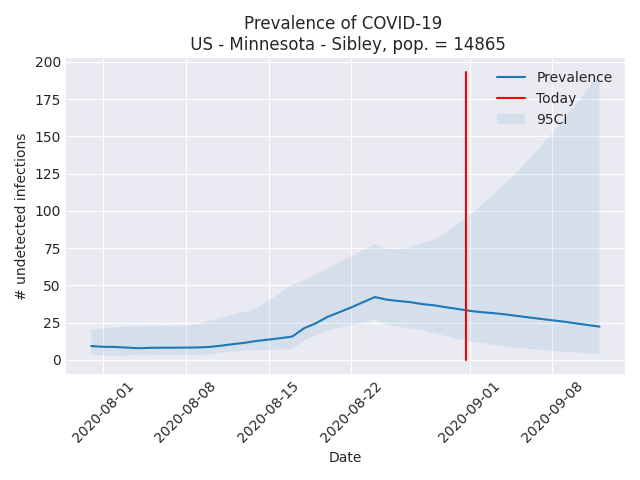 Prevalence of COVID-19
US - Minnesota - Sibley, pop. = 14865
# undetected infections
200
175
150
125
100
75
50
25
0
Prevalence
Today
95CI
2020-08-01
2020-08-08
2020-08-15
2020-08-22
2020-09-01
2020-09-08
Date